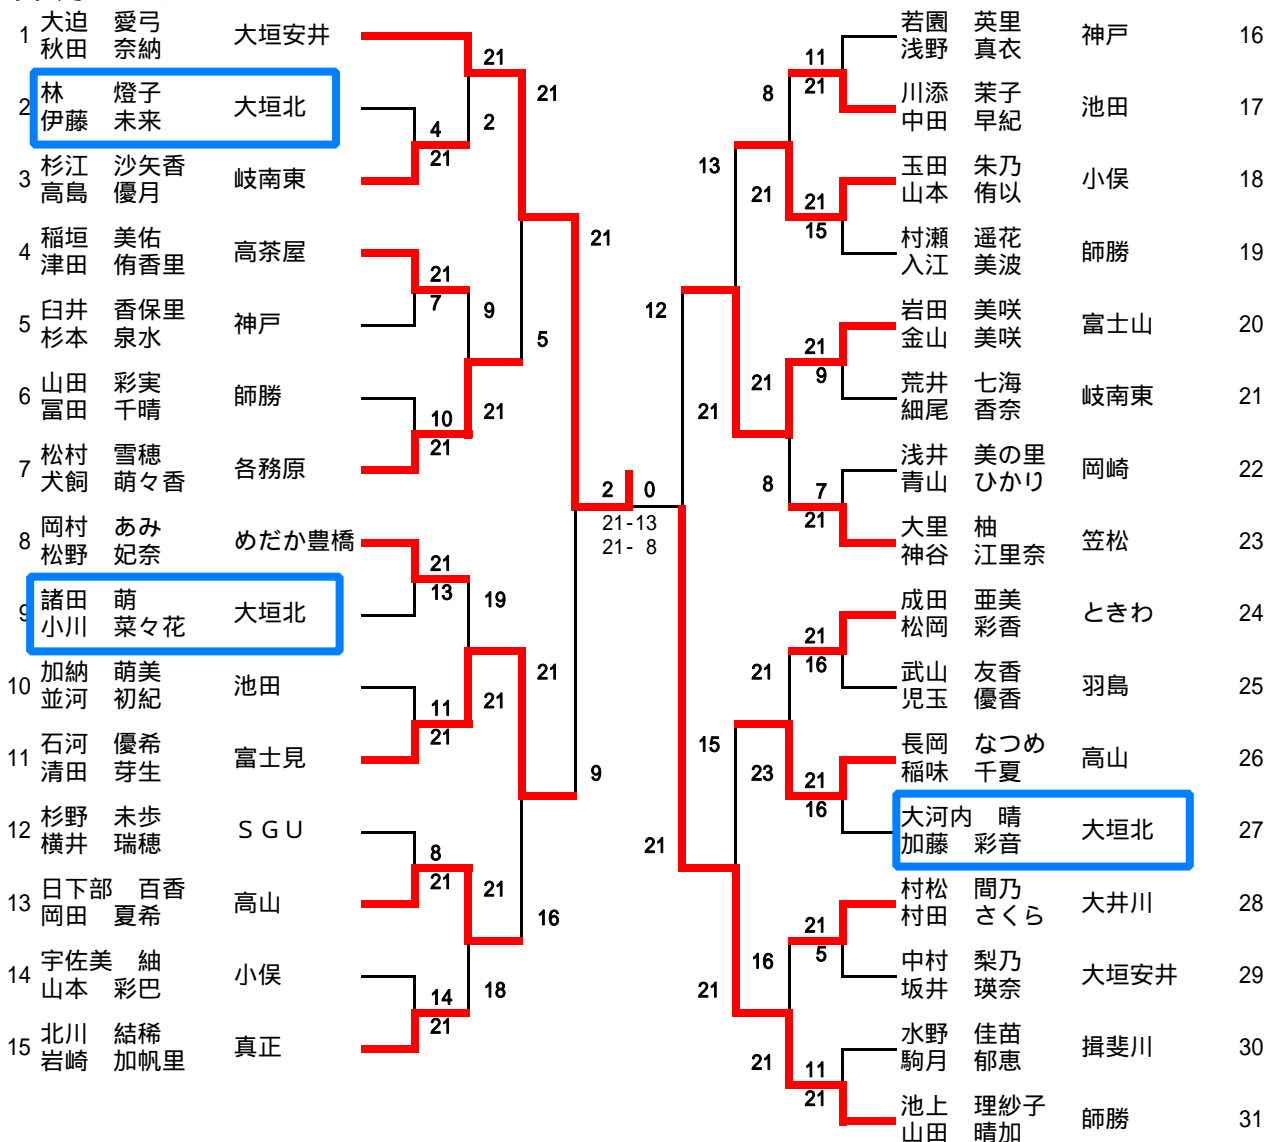 1 大迫 愛弓 大垣安井
秋田 奈納
2 林 燈子 大垣北
伊藤 未来
3 杉江 沙矢香 岐南東
高島 優月
4 稲垣 美佑 高茶屋
津田 侑香里
5 臼井 香保里 神戸
杉本 泉水
6 山田 彩実 師勝
冨田 千晴
7 松村 雪穂 各務原
犬飼 萌々香
8 岡村 あみ めだか豊橋
松野 妃奈
9 諸田 萌 大垣北
小川 菜々花
10 加納 萌美 池田
並河 初紀
11 石河 優希 富士見
清田 芽生
12 杉野 未歩 ＳＧＵ
横井 瑞穂
13 日下部 百香 高山
岡田 夏希
14 宇佐美 紬 小俣
山本 彩巴
15 北川 結稀 真正
岩崎 加帆里
21
2
4
21
21
21
7
9
10
21
21
5
21
21
13
19
11
21
21
21
8
21
21
14
21
18
16
9
2 0
21-13
21- 8
若園 英里 神戸 16
浅野 真衣
川添 茉子 池田 17
中田 早紀
玉田 朱乃 小俣 18
山本 侑以
村瀬 遥花 師勝 19
入江 美波
岩田 美咲 富士山 20
金山 美咲
荒井 七海 岐南東 21
細尾 香奈
浅井 美の里 岡崎 22
青山 ひかり
大里 柚 笠松 23
神谷 江里奈
成田 亜美 ときわ 24
松岡 彩香
武山 友香 羽島 25
児玉 優香
長岡 なつめ 高山 26
稲味 千夏
大河内 晴 大垣北 27
加藤 彩音
村松 間乃 大井川 28
村田 さくら
中村 梨乃 大垣安井 29
坂井 瑛奈
水野 佳苗 揖斐川 30
駒月 郁恵
池上 理紗子 師勝 31
山田 晴加
11
21
8
13
21
21
15
12
21
9
21
21
8
7
21
21
16
21
15
23
21
16
21
21
5
16
21
21
11
21